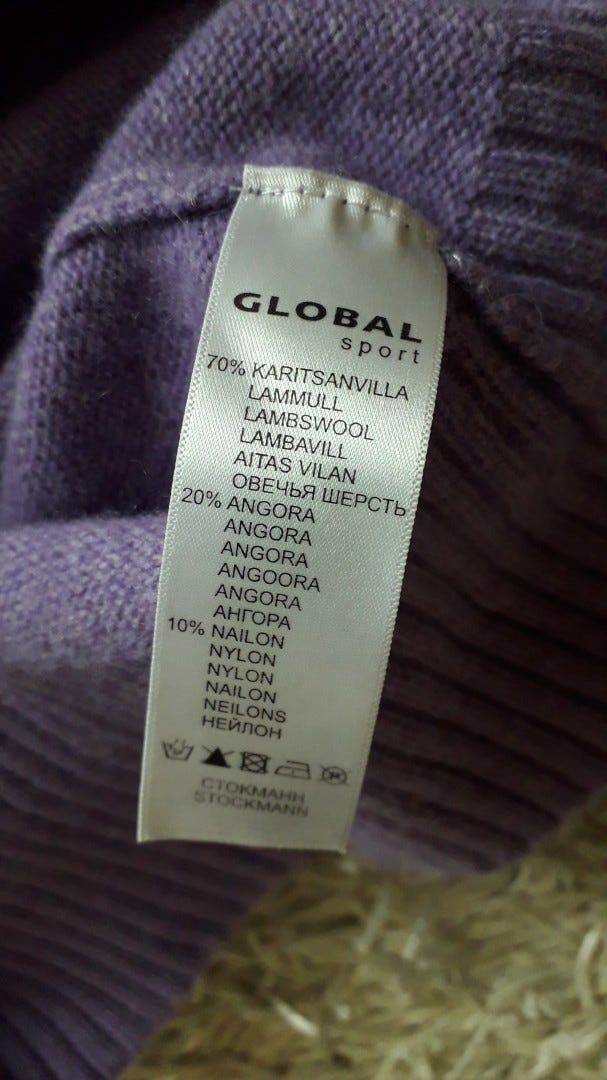 GLOBAL
sport
70% KARITSANVILLA
LAMMULL
LAMBSWOOL
LAMBAVILL
AITAS VILAN
ОВЕЧЬЯ ШЕРСТЬ
20% ANGORA
ANGORA
ANGORA
ANGOORA
ANGORA
АНГОРА
10% NAILON
NYLON
NYLON
NAILON
NEILONS
НЕЙЛОН
СТОКМАНН
STOCKMANN